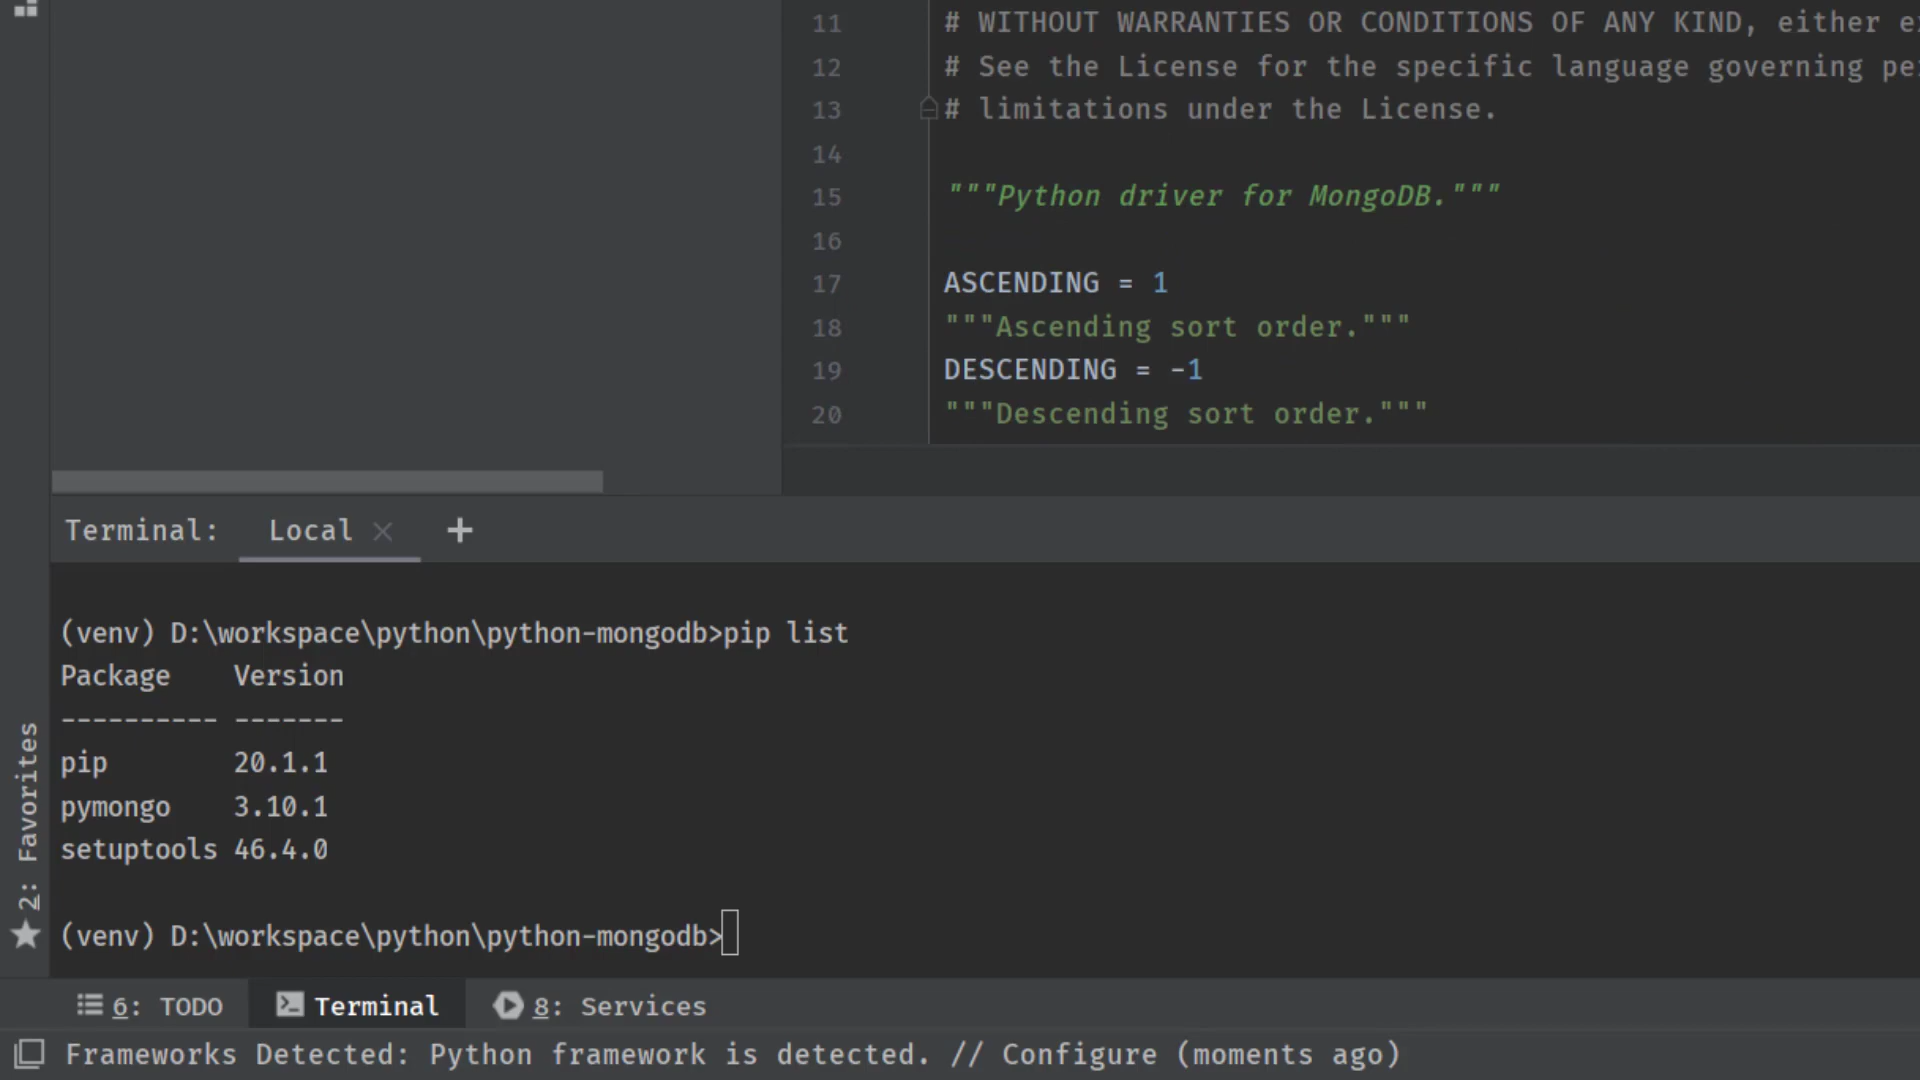 11 # WITHOUT WARRANTIES OR CONDITIONS OF ANY KIND, either
12 # See the License for the specific language governing
13 # limitations under the License.
14
15 """Python driver for MongoDB."""
16
17 ASCENDING = 1
18 """Ascending sort order."""
19 DESCENDING = -1
20 """Descending sort order."""
Terminal: Local × +
(venv) D:\workspace\python\python-mongodb>pip list
Package    Version
---------- -------
pip        20.1.1
pymongo    3.10.1
setuptools 46.4.0
(venv) D:\workspace\python\python-mongodb>
2: Favorites
6: TODO Terminal 8: Services
Frameworks Detected: Python framework is detected. // Configure (moments ago)